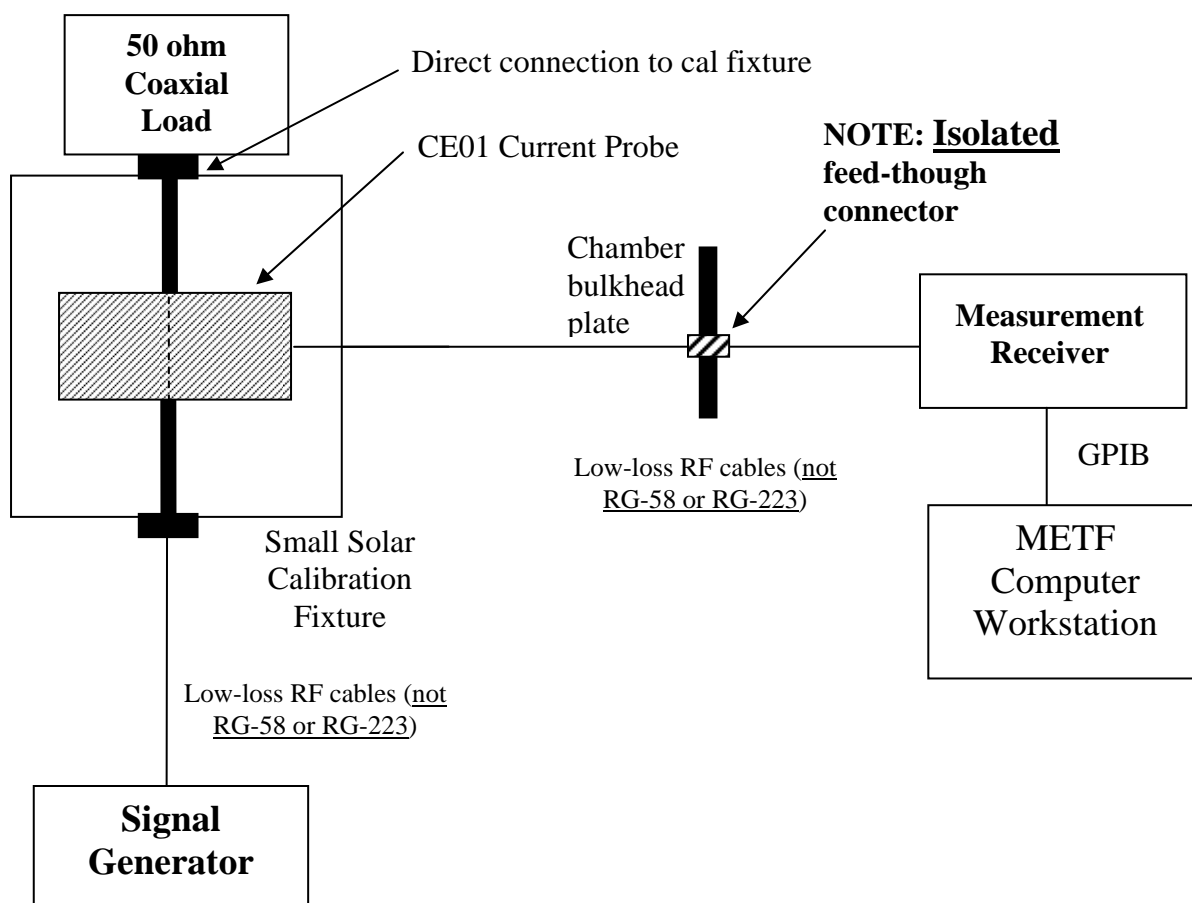 50 ohm
Coaxial
Load
Direct connection to cal fixture
CE01 Current Probe
NOTE: Isolated
feed-though
connector
Chamber
bulkhead
plate
Measurement
Receiver
GPIB
Low-loss RF cables (not
RG-58 or RG-223)
METF
Computer
Workstation
Small Solar
Calibration
Fixture
Low-loss RF cables (not
RG-58 or RG-223)
Signal
Generator